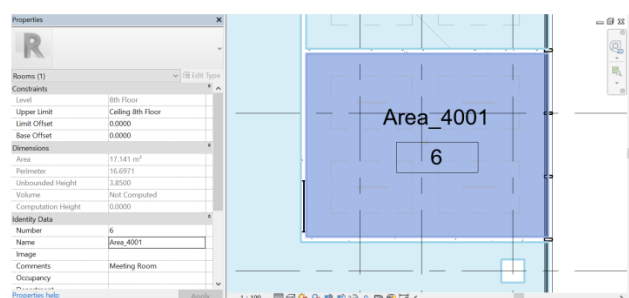 Properties
Rooms (1)
Edit Type
Constraints
Level 8th Floor
Upper Limit Ceiling 8th Floor
Limit Offset 0.0000
Base Offset 0.0000
Dimensions
Area 17.141 m²
Perimeter 16.6971
Unbounded Height 3.8500
Volume Not Computed
Computation Height 0.0000
Identity Data
Number 6
Name Area_4001
Image
Comments Meeting Room
Occupancy
Properties help
Apply
Area_4001
6
1 : 100